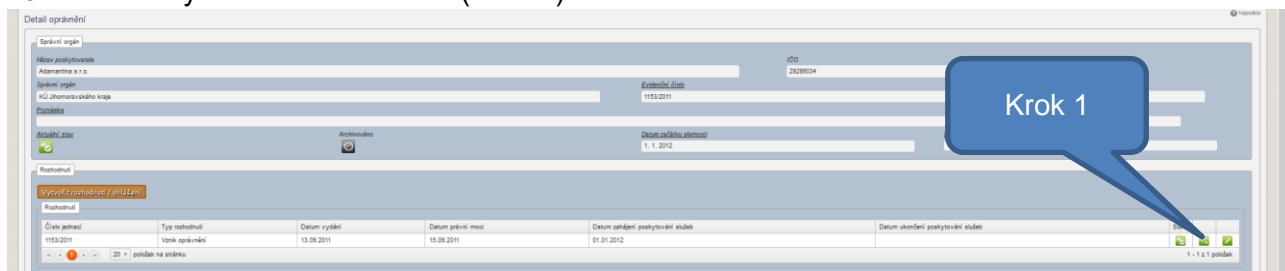 Detail oprávnění
Nápověda
Správní orgán
Název poskytovatele IČO
Adamantina s.r.o. 29286034
Správní orgán Evidenční číslo
KÚ Jihomoravského kraje 1153/2011
Poznámka
Aktuální stav Archivováno Datum začátku platnosti
1. 1. 2012
Krok 1
Rozhodnutí
Vytvořit rozhodnutí / ohlášení
Rozhodnutí
Číslo jednací Typ rozhodnutí Datum vydání Datum právní moci Datum zahájení poskytování služeb Datum ukončení poskytování služeb
1153/2011 Vznik oprávnění 13.09.2011 15.09.2011 01.01.2012
1 20 položek na stránku 1 - 1 z 1 položek